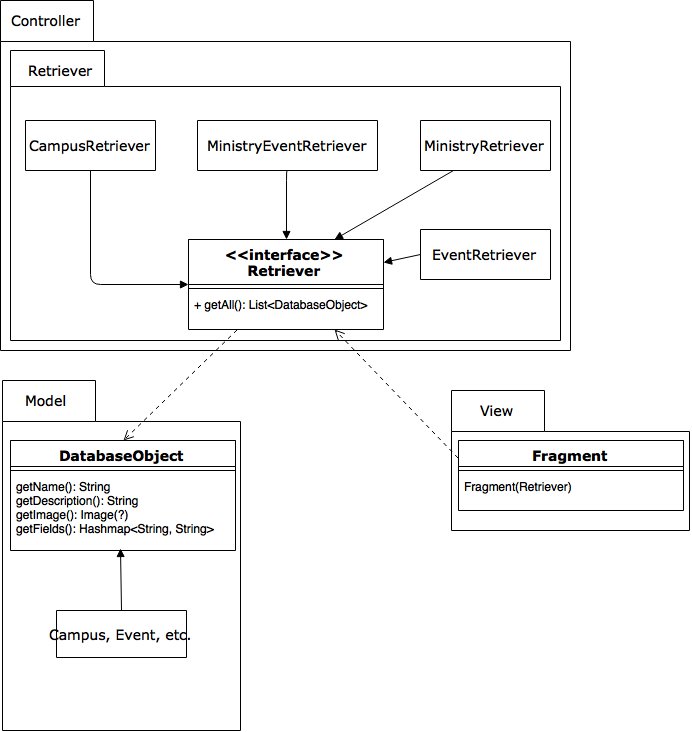 Controller
Retriever
CampusRetriever
MinistryEventRetriever
MinistryRetriever
<<interface>>
Retriever
EventRetriever
+ getAll(): List<DatabaseObject>
Model
View
DatabaseObject
getName(): String
getDescription(): String
getImage(): Image(?)
getFields(): Hashmap<String, String>
Fragment
Fragment(Retriever)
Campus, Event, etc.